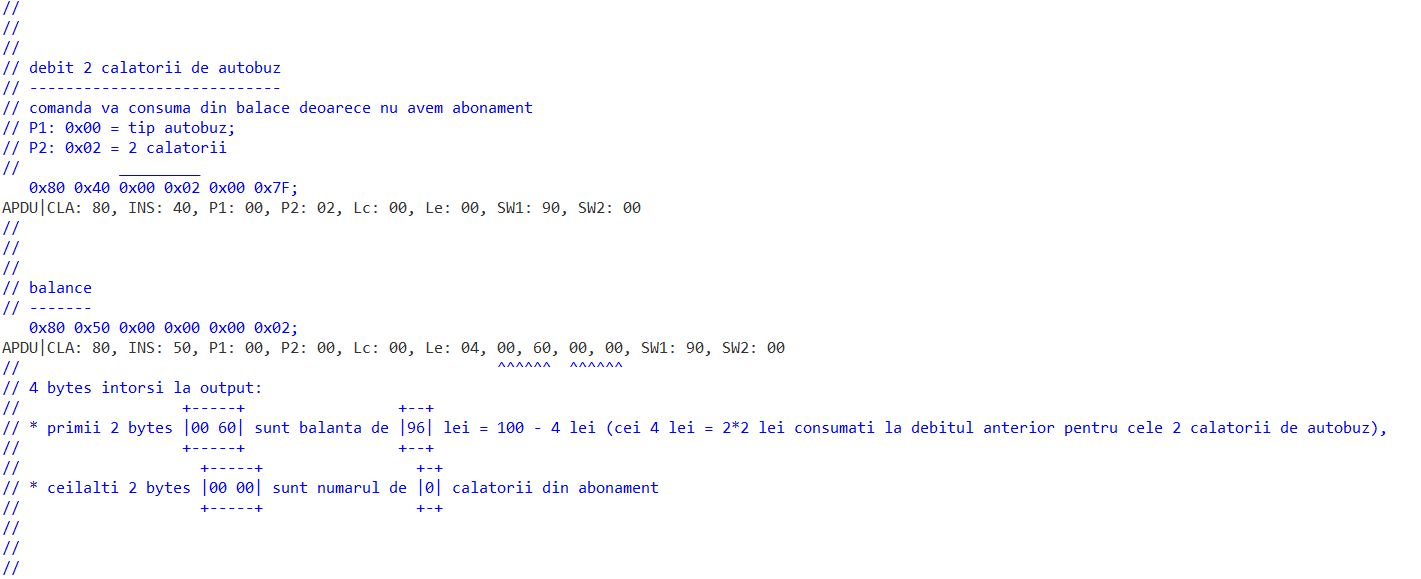 //
//
//
// debit 2 calatorii de autobuz
// ----------------------------
// comanda va consuma din balace deoarece nu avem abonament
// P1: 0x00 = tip autobuz;
// P2: 0x02 = 2 calatorii
//           _________
   0x80 0x40 0x00 0x02 0x00 0x7F;
APDU|CLA: 80, INS: 40, P1: 00, P2: 02, Lc: 00, Le: 00, SW1: 90, SW2: 00
//
//
//
// balance
// -------
   0x80 0x50 0x00 0x00 0x00 0x02;
APDU|CLA: 80, INS: 50, P1: 00, P2: 00, Lc: 00, Le: 04, 00, 60, 00, 00, SW1: 90, SW2: 00
//                                                     ^^^^^^  ^^^^^^
// 4 bytes intorsi la output:
//                  +-----+                 +--+
// * primii 2 bytes |00 60| sunt balanta de |96| lei = 100 - 4 lei (cei 4 lei = 2*2 lei consumati la debitul anterior pentru cele 2 calatorii de autobuz),
//                  +-----+                 +--+
//                    +-----+                 +-+
// * ceilalti 2 bytes |00 00| sunt numarul de |0| calatorii din abonament
//                    +-----+                 +-+
//
//
//